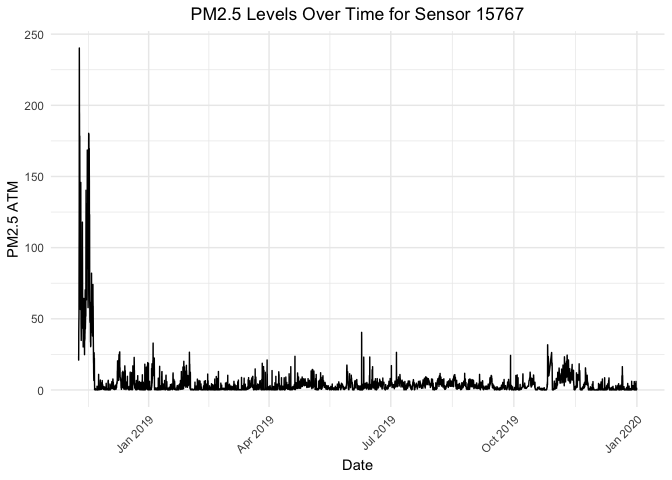 PM2.5 Levels Over Time for Sensor 15767
250
200
150
100
50
0
PM2.5 ATM
Jan 2019
Apr 2019
Jul 2019
Oct 2019
Jan 2020
Date